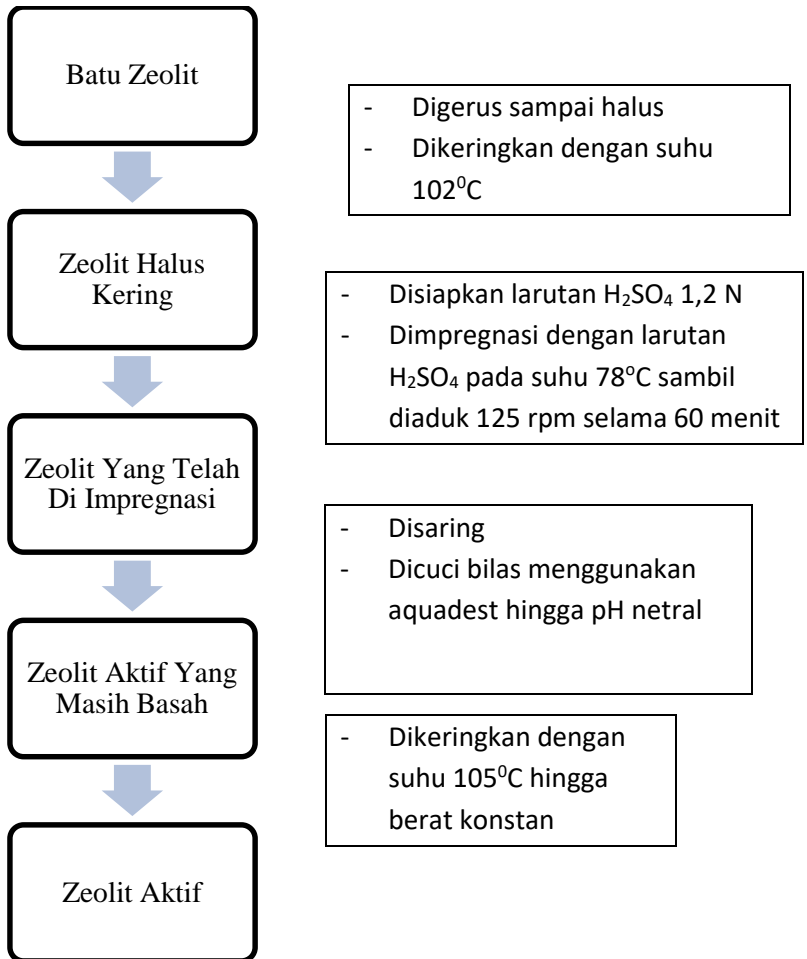 Batu Zeolit
- Digerus sampai halus
- Dikeringkan dengan suhu
102⁰C
Zeolit Halus
Kering
- Disiapkan larutan H₂SO₄ 1,2 N
- Dimpregnasi dengan larutan
H₂SO₄ pada suhu 78°C sambil
diaduk 125 rpm selama 60 menit
Zeolit Yang Telah
Di Impregnasi
- Disaring
- Dicuci bilas menggunakan
aquadest hingga pH netral
Zeolit Aktif Yang
Masih Basah
- Dikeringkan dengan
suhu 105⁰C hingga
berat konstan
Zeolit Aktif